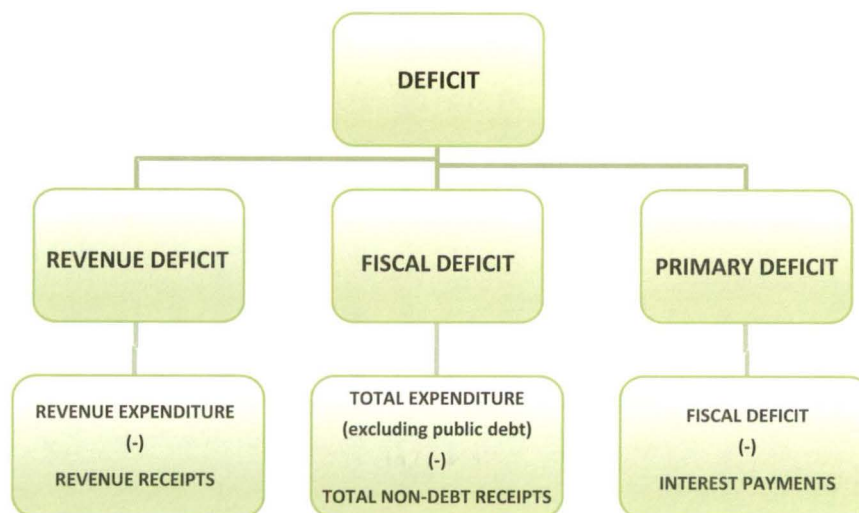 DEFICIT
REVENUE DEFICIT
FISCAL DEFICIT
PRIMARY DEFICIT
REVENUE EXPENDITURE
(-)
REVENUE RECEIPTS
TOTAL EXPENDITURE
(excluding public debt)
(-)
TOTAL NON-DEBT RECEIPTS
FISCAL DEFICIT
(-)
INTEREST PAYMENTS